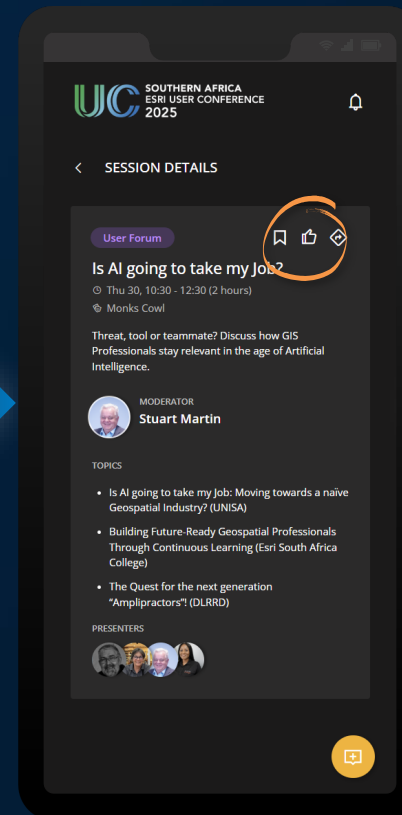 UC
SOUTHERN AFRICA
ESRI USER CONFERENCE
2025
SESSION DETAILS
User Forum
Is AI going to take my Job?
Thu 30, 10:30 - 12:30 (2 hours)
Monks Cowl
Threat, tool or teammate? Discuss how GIS
Professionals stay relevant in the age of Artificial
Intelligence.
MODERATOR
Stuart Martin
TOPICS
• Is AI going to take my Job: Moving towards a naïve
Geospatial Industry? (UNISA)
• Building Future-Ready Geospatial Professionals
Through Continuous Learning (Esri South Africa
College)
• The Quest for the next generation
“Amplipractors”! (DLRRD)
PRESENTERS